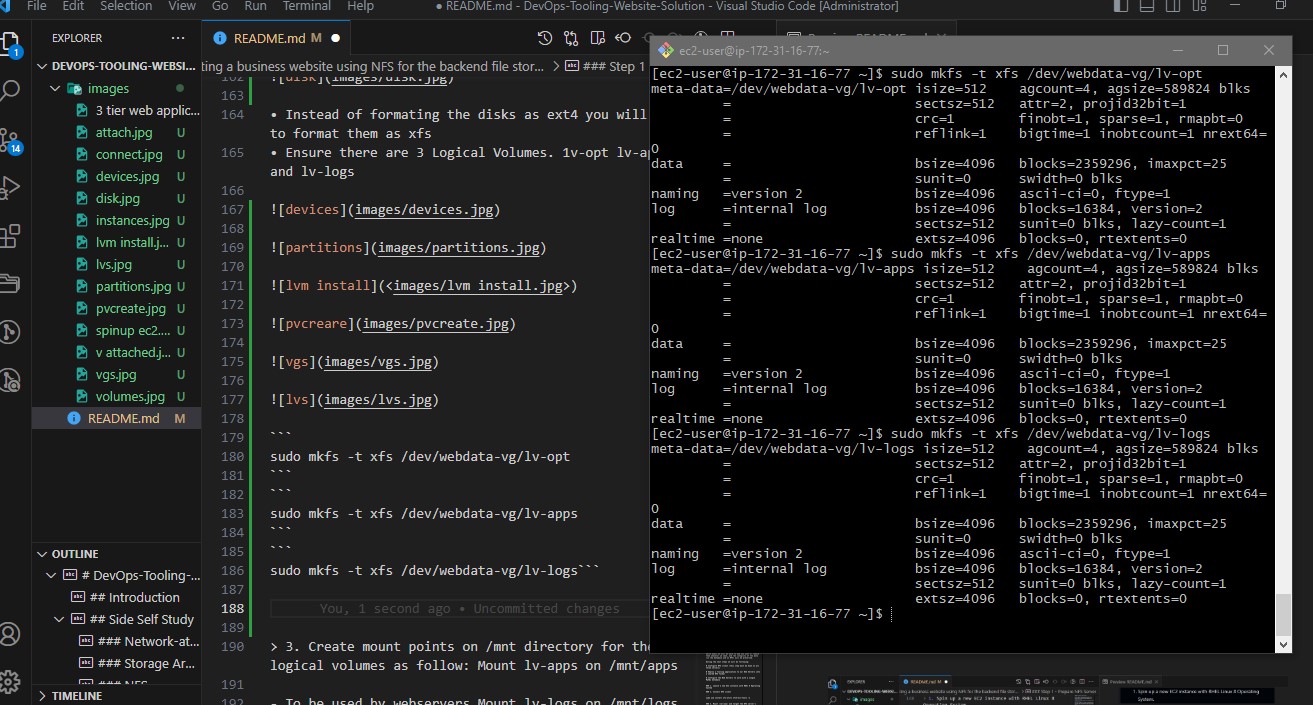 File Edit Selection View Go Run Terminal Help
● README.md - DevOps-Tooling-Website-Solution - Visual Studio Code [Administrator]
EXPLORER
README.md M
DEVOPS-TOOLING-WEBSI...
ting a business website using NFS for the backend file stor... > ### Step 1
images
3 tier web applic...
attach.jpg U
connect.jpg U
devices.jpg U
disk.jpg U
instances.jpg U
lvm install.j... U
lvs.jpg U
partitions.jpg U
pvcreate.jpg U
spinup ec2.... U
v attached.j... U
vgs.jpg U
volumes.jpg U
README.md M
OUTLINE
# DevOps-Tooling-...
## Introduction
## Side Self Study
### Network-at...
### Storage Ar...
### NFS
TIMELINE
1
14
162 ![disk](images/disk.jpg)
163
164 • Instead of formating the disks as ext4 you will
to format them as xfs
165 • Ensure there are 3 Logical Volumes. 1v-opt lv-ap
and lv-logs
166
167 ![devices](images/devices.jpg)
168
169 ![partitions](images/partitions.jpg)
170
171 ![lvm install](<images/lvm install.jpg>)
172
173 ![pvcreare](images/pvcreate.jpg)
174
175 ![vgs](images/vgs.jpg)
176
177 ![lvs](images/lvs.jpg)
178
179 ```
180 sudo mkfs -t xfs /dev/webdata-vg/lv-opt
181 ```
182 ```
183 sudo mkfs -t xfs /dev/webdata-vg/lv-apps
184 ```
185 ```
186 sudo mkfs -t xfs /dev/webdata-vg/lv-logs```
187
188 You, 1 second ago • Uncommitted changes
189
190 > 3. Create mount points on /mnt directory for the
logical volumes as follow: Mount lv-apps on /mnt/apps
191
192 - To be used by webservers Mount lv-logs on /mnt/logs
ec2-user@ip-172-31-16-77:~
[ec2-user@ip-172-31-16-77 ~]$ sudo mkfs -t xfs /dev/webdata-vg/lv-opt
meta-data=/dev/webdata-vg/lv-opt isize=512 agcount=4, agsize=589824 blks
= sectsz=512 attr=2, projid32bit=1
= crc=1 finobt=1, sparse=1, rmapbt=0
= reflink=1 bigtime=1 inobtcount=1 nrext64=
0
data = bsize=4096 blocks=2359296, imaxpct=25
= sunit=0 swidth=0 blks
naming =version 2 bsize=4096 ascii-ci=0, ftype=1
log =internal log bsize=4096 blocks=16384, version=2
= sectsz=512 sunit=0 blks, lazy-count=1
realtime =none extsz=4096 blocks=0, rtextents=0
[ec2-user@ip-172-31-16-77 ~]$ sudo mkfs -t xfs /dev/webdata-vg/lv-apps
meta-data=/dev/webdata-vg/lv-apps isize=512 agcount=4, agsize=589824 blks
= sectsz=512 attr=2, projid32bit=1
= crc=1 finobt=1, sparse=1, rmapbt=0
= reflink=1 bigtime=1 inobtcount=1 nrext64=
0
data = bsize=4096 blocks=2359296, imaxpct=25
= sunit=0 swidth=0 blks
naming =version 2 bsize=4096 ascii-ci=0, ftype=1
log =internal log bsize=4096 blocks=16384, version=2
= sectsz=512 sunit=0 blks, lazy-count=1
realtime =none extsz=4096 blocks=0, rtextents=0
[ec2-user@ip-172-31-16-77 ~]$ sudo mkfs -t xfs /dev/webdata-vg/lv-logs
meta-data=/dev/webdata-vg/lv-logs isize=512 agcount=4, agsize=589824 blks
= sectsz=512 attr=2, projid32bit=1
= crc=1 finobt=1, sparse=1, rmapbt=0
= reflink=1 bigtime=1 inobtcount=1 nrext64=
0
data = bsize=4096 blocks=2359296, imaxpct=25
= sunit=0 swidth=0 blks
naming =version 2 bsize=4096 ascii-ci=0, ftype=1
log =internal log bsize=4096 blocks=16384, version=2
= sectsz=512 sunit=0 blks, lazy-count=1
realtime =none extsz=4096 blocks=0, rtextents=0
[ec2-user@ip-172-31-16-77 ~]$